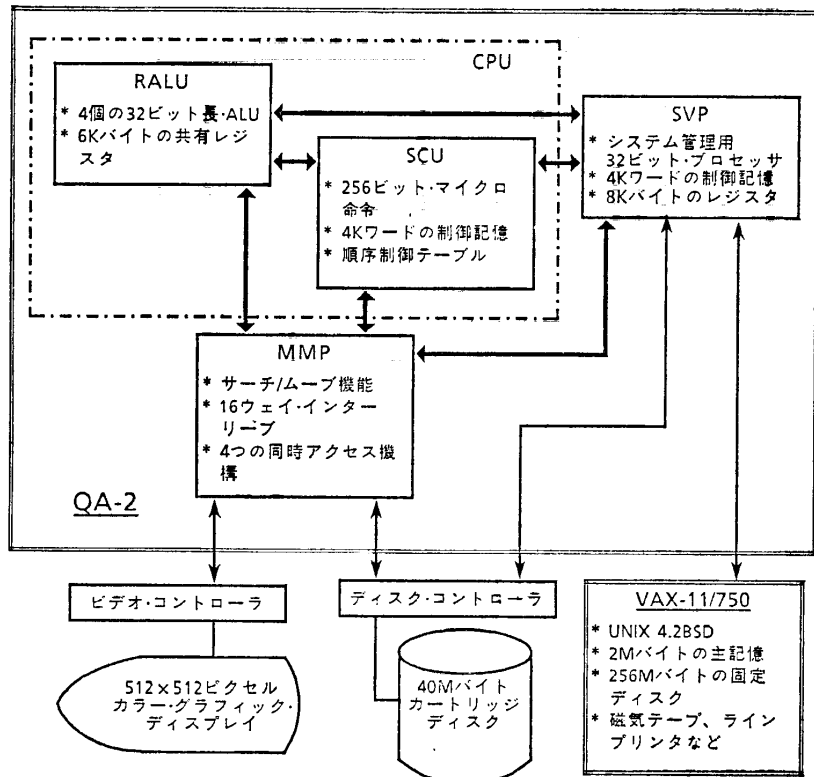 CPU
RALU
* 4個の32ビット長·ALU
* 6Kバイトの共有レジ
スタ
SCU
* 256ビット·マイクロ
命令
* 4Kワードの制御記憶
* 順序制御テーブル
SVP
* システム管理用
32ビット·プロセッサ
* 4Kワードの制御記憶
* 8Kバイトのレジスタ
MMP
* サーチ/ムーブ機能
* 16ウェイ·インター
リーブ
* 4つの同時アクセス機
構
QA-2
ビデオ·コントローラ
ディスク·コントローラ
512×512ピクセル
カラー·グラフィック·
ディスプレイ
40Mバイト
カートリッジ
ディスク
VAX-11/750
* UNIX 4.2BSD
* 2Mバイトの主記憶
* 256Mバイトの固定
ディスク
* 磁気テープ、ライン
プリンタなど